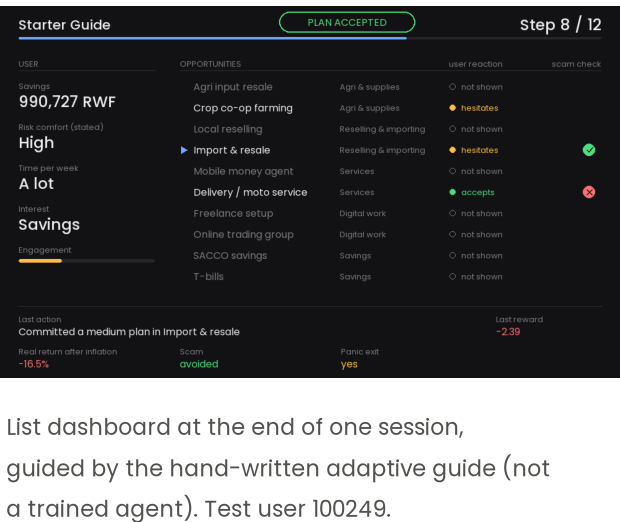 Starter Guide
PLAN ACCEPTED
Step 8 / 12
USER
OPPORTUNITIES
user reaction
scam check
Savings
990,727 RWF
Risk comfort (stated)
High
Time per week
A lot
Interest
Savings
Engagement
Agri input resale Agri & supplies not shown
Crop co-op farming Agri & supplies hesitates
Local reselling Reselling & importing not shown
Import & resale Reselling & importing hesitates
Mobile money agent Services not shown
Delivery / moto service Services accepts
Freelance setup Digital work not shown
Online trading group Digital work not shown
SACCO savings Savings not shown
T-bills Savings not shown
Last action
Committed a medium plan in Import & resale
Last reward
-2.39
Real return after inflation
-16.5%
Scam
avoided
Panic exit
yes
List dashboard at the end of one session,
guided by the hand-written adaptive guide (not
a trained agent). Test user 100249.